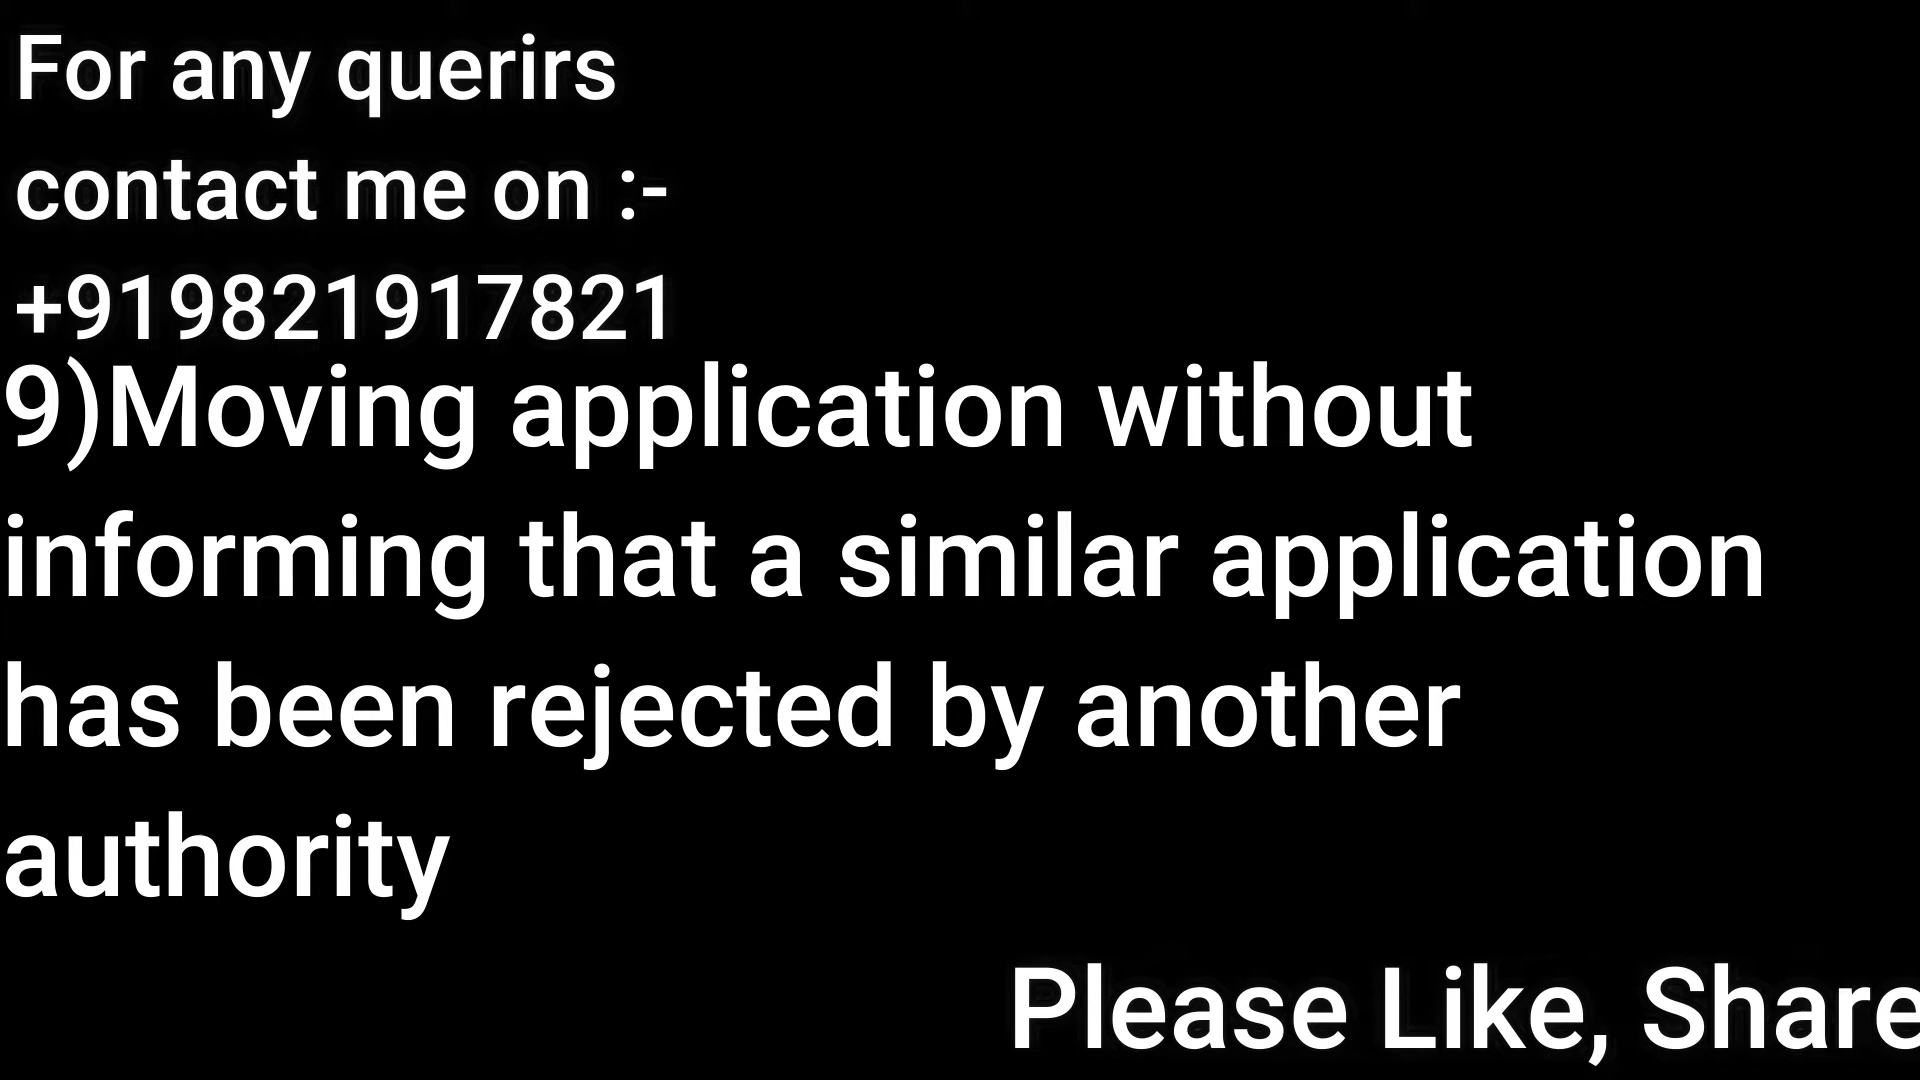 For any querirs
contact me on :-
+919821917821
9)Moving application without
informing that a similar application
has been rejected by another
authority
Please Like, Share